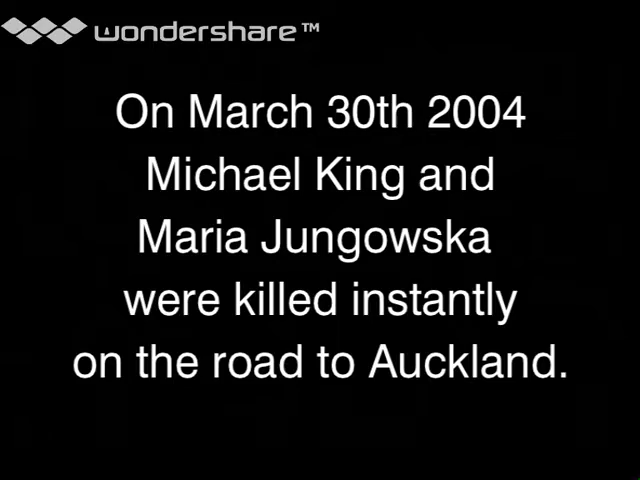 wondershare™
On March 30th 2004
Michael King and
Maria Jungowska
were killed instantly
on the road to Auckland.